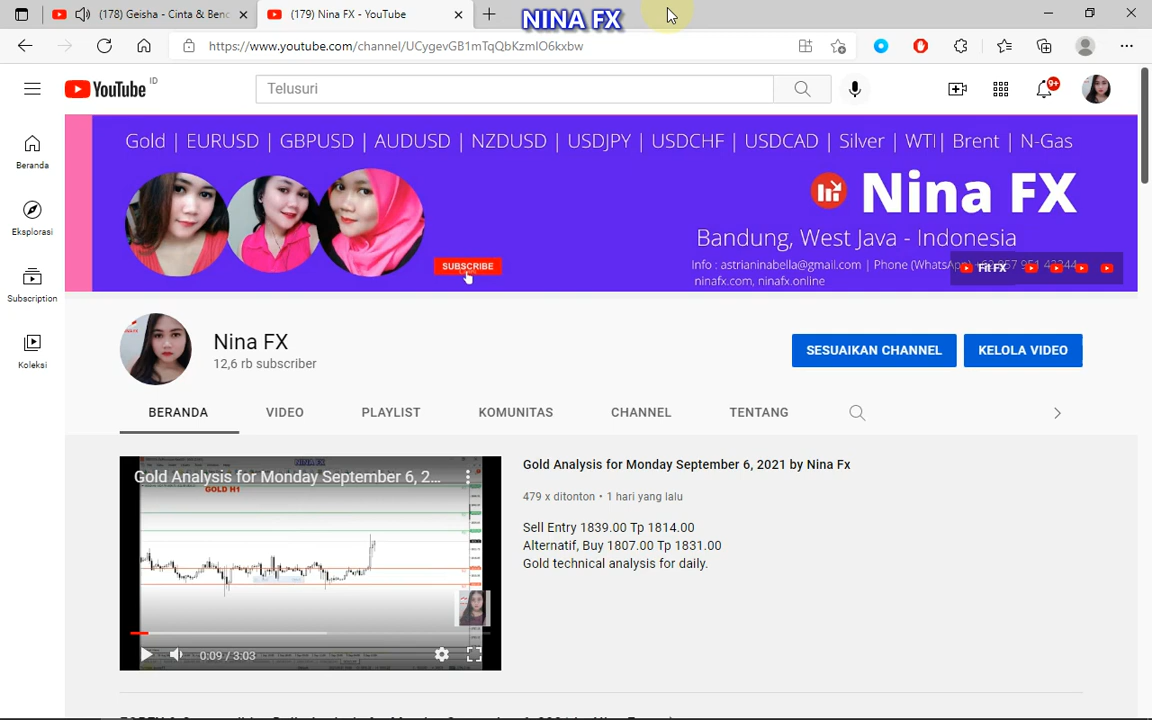 (178) Geisha - Cinta & Benc
(179) Nina FX - YouTube
NINA FX
https://www.youtube.com/channel/UCygevGB1mTqQbKzmlO6kxbw
YouTube ID
Telusuri
9+
Beranda
Eksplorasi
Subscription
Koleksi
Gold | EURUSD | GBPUSD | AUDUSD | NZDUSD | USDJPY | USDCHF | USDCAD | Silver | WTI | Brent | N-Gas
Nina FX
Bandung, West Java - Indonesia
SUBSCRIBE
Info : astrianinabella@gmail.com | Phone (WhatsApp)
Fit FX
ninafx.com, ninafx.online
Nina FX
12,6 rb subscriber
SESUAIKAN CHANNEL
KELOLA VIDEO
BERANDA VIDEO PLAYLIST KOMUNITAS CHANNEL TENTANG
Gold Analysis for Monday September 6, 2...
GOLD H1
0:09 / 3:03
Gold Analysis for Monday September 6, 2021 by Nina Fx
479 x ditonton • 1 hari yang lalu
Sell Entry 1839.00 Tp 1814.00
Alternatif, Buy 1807.00 Tp 1831.00
Gold technical analysis for daily.